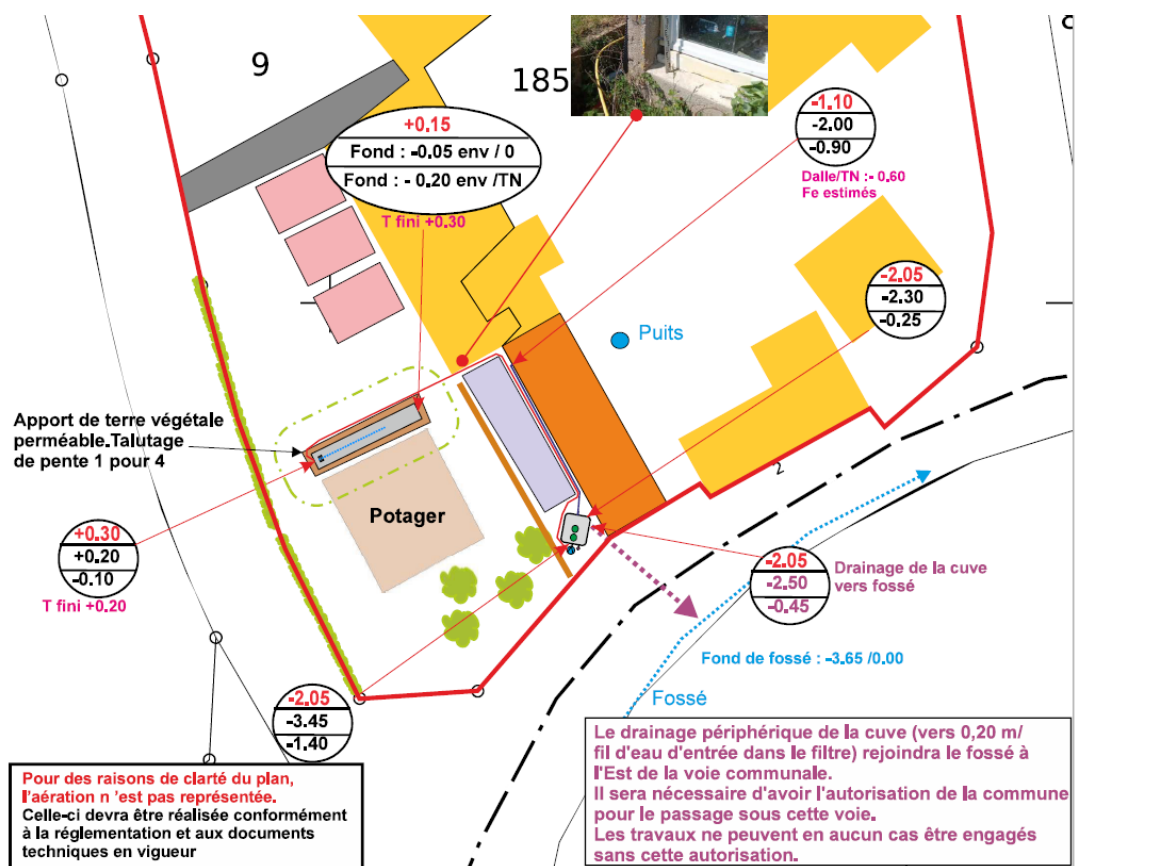 9
185
+0.15
Fond : -0.05 env / 0
Fond : - 0.20 env /TN
T fini +0.30
-1.10
-2.00
-0.90
Dalle/TN :- 0.60
Fe estimés
-2.05
-2.30
-0.25
Puits
2
Apport de terre végétale
perméable.Talutage
de pente 1 pour 4
Potager
+0.30
+0.20
-0.10
T fini +0.20
-2.05
-2.50
-0.45
Drainage de la cuve
vers fossé
Fond de fossé : -3.65 /0.00
Fossé
-2.05
-3.45
-1.40
Pour des raisons de clarté du plan,
l'aération n 'est pas représentée.
Celle-ci devra être réalisée conformément
à la réglementation et aux documents
techniques en vigueur
Le drainage périphérique de la cuve (vers 0,20 m/
fil d'eau d'entrée dans le filtre) rejoindra le fossé à
l'Est de la voie communale.
Il sera nécessaire d'avoir l'autorisation de la commune
pour le passage sous cette voie.
Les travaux ne peuvent en aucun cas être engagés
sans cette autorisation.